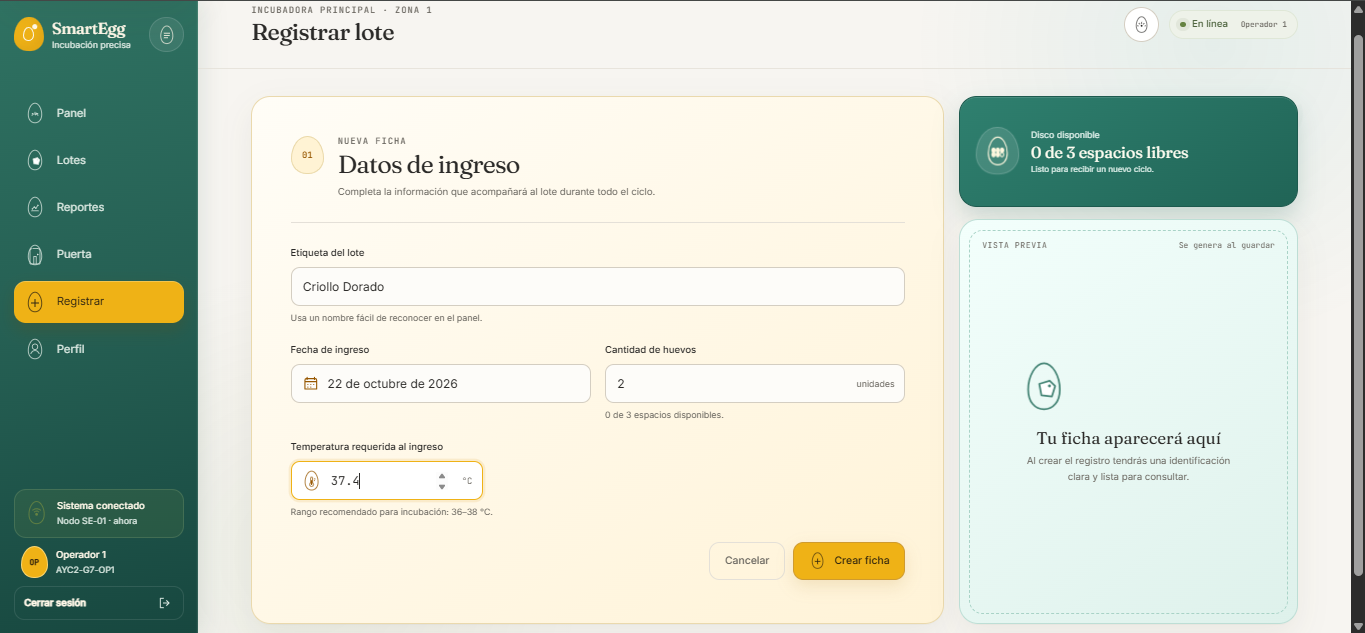 SmartEgg
Incubación precisa
Panel
Lotes
Reportes
Puerta
Registrar
Perfil
Sistema conectado
Nodo SE-01 · ahora
OP
Operador 1
AYC2-G7-OP1
Cerrar sesión
INCUBADORA PRINCIPAL · ZONA 1
Registrar lote
En línea
Operador 1
01
NUEVA FICHA
Datos de ingreso
Completa la información que acompañará al lote durante todo el ciclo.
Etiqueta del lote
Criollo Dorado
Usa un nombre fácil de reconocer en el panel.
Fecha de ingreso
22 de octubre de 2026
Cantidad de huevos
2
unidades
0 de 3 espacios disponibles.
Temperatura requerida al ingreso
37.4
°C
Rango recomendado para incubación: 36–38 °C.
Cancelar
Crear ficha
Disco disponible
0 de 3 espacios libres
Listo para recibir un nuevo ciclo.
VISTA PREVIA
Se genera al guardar
Tu ficha aparecerá aquí
Al crear el registro tendrás una identificación
clara y lista para consultar.